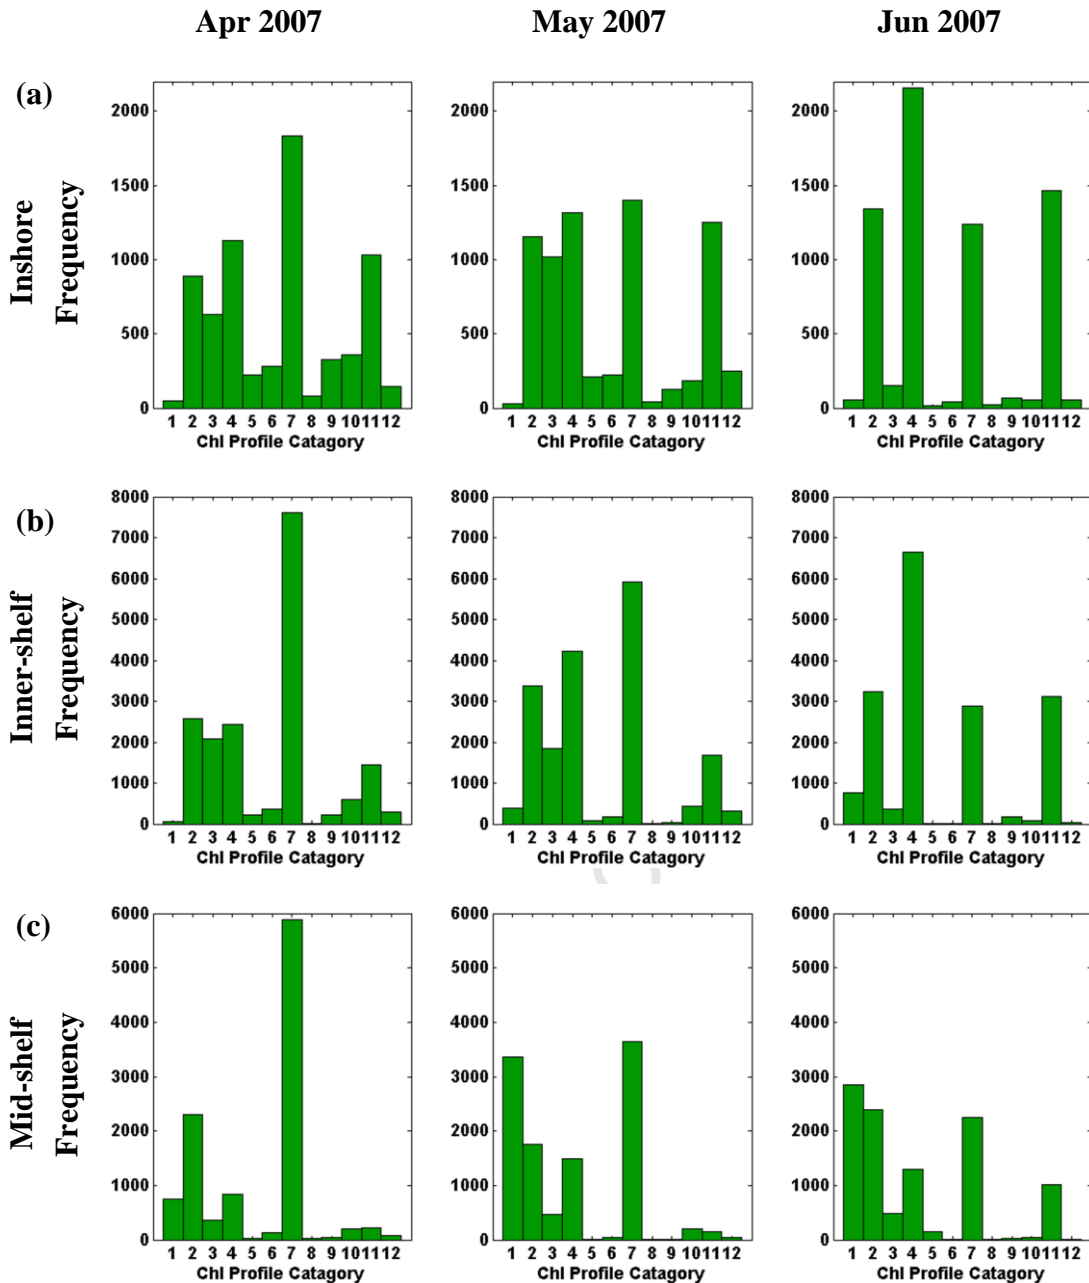 Apr 2007 May 2007 Jun 2007
(a)
Inshore
Frequency
2000 2000 2000
1500 1500 1500
1000 1000 1000
500 500 500
0 0 0
1 2 3 4 5 6 7 8 9 10 11 12 1 2 3 4 5 6 7 8 9 10 11 12 1 2 3 4 5 6 7 8 9 10 11 12
Chl Profile Catagory Chl Profile Catagory Chl Profile Catagory
(b)
Inner-shelf
Frequency
8000 8000 8000
7000 7000 7000
6000 6000 6000
5000 5000 5000
4000 4000 4000
3000 3000 3000
2000 2000 2000
1000 1000 1000
0 0 0
1 2 3 4 5 6 7 8 9 10 11 12 1 2 3 4 5 6 7 8 9 10 11 12 1 2 3 4 5 6 7 8 9 10 11 12
Chl Profile Catagory Chl Profile Catagory Chl Profile Catagory
(c)
Mid-shelf
Frequency
6000 6000 6000
5000 5000 5000
4000 4000 4000
3000 3000 3000
2000 2000 2000
1000 1000 1000
0 0 0
1 2 3 4 5 6 7 8 9 10 11 12 1 2 3 4 5 6 7 8 9 10 11 12 1 2 3 4 5 6 7 8 9 10 11 12
Chl Profile Catagory Chl Profile Catagory Chl Profile Catagory